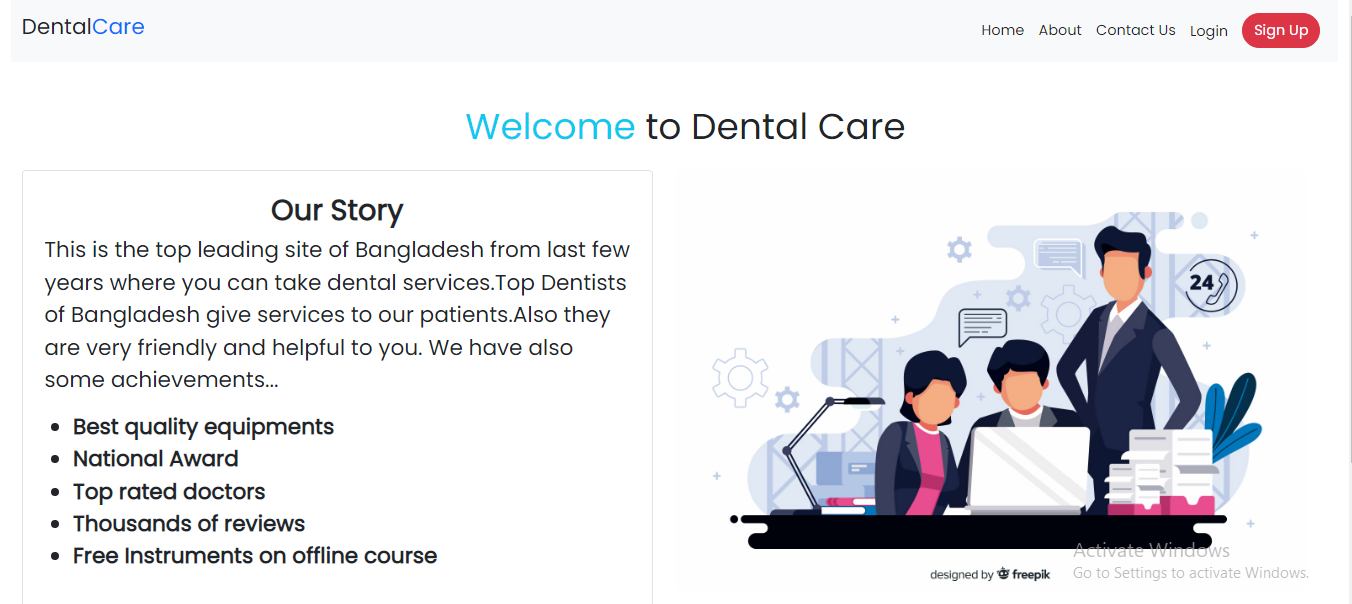 DentalCare
Home About Contact Us Login Sign Up
Welcome to Dental Care
Our Story
This is the top leading site of Bangladesh from last few
years where you can take dental services.Top Dentists
of Bangladesh give services to our patients.Also they
are very friendly and helpful to you. We have also
some achievements...
• Best quality equipments
• National Award
• Top rated doctors
• Thousands of reviews
• Free Instruments on offline course
24
designed by freepik
Activate Windows
Go to Settings to activate Windows.